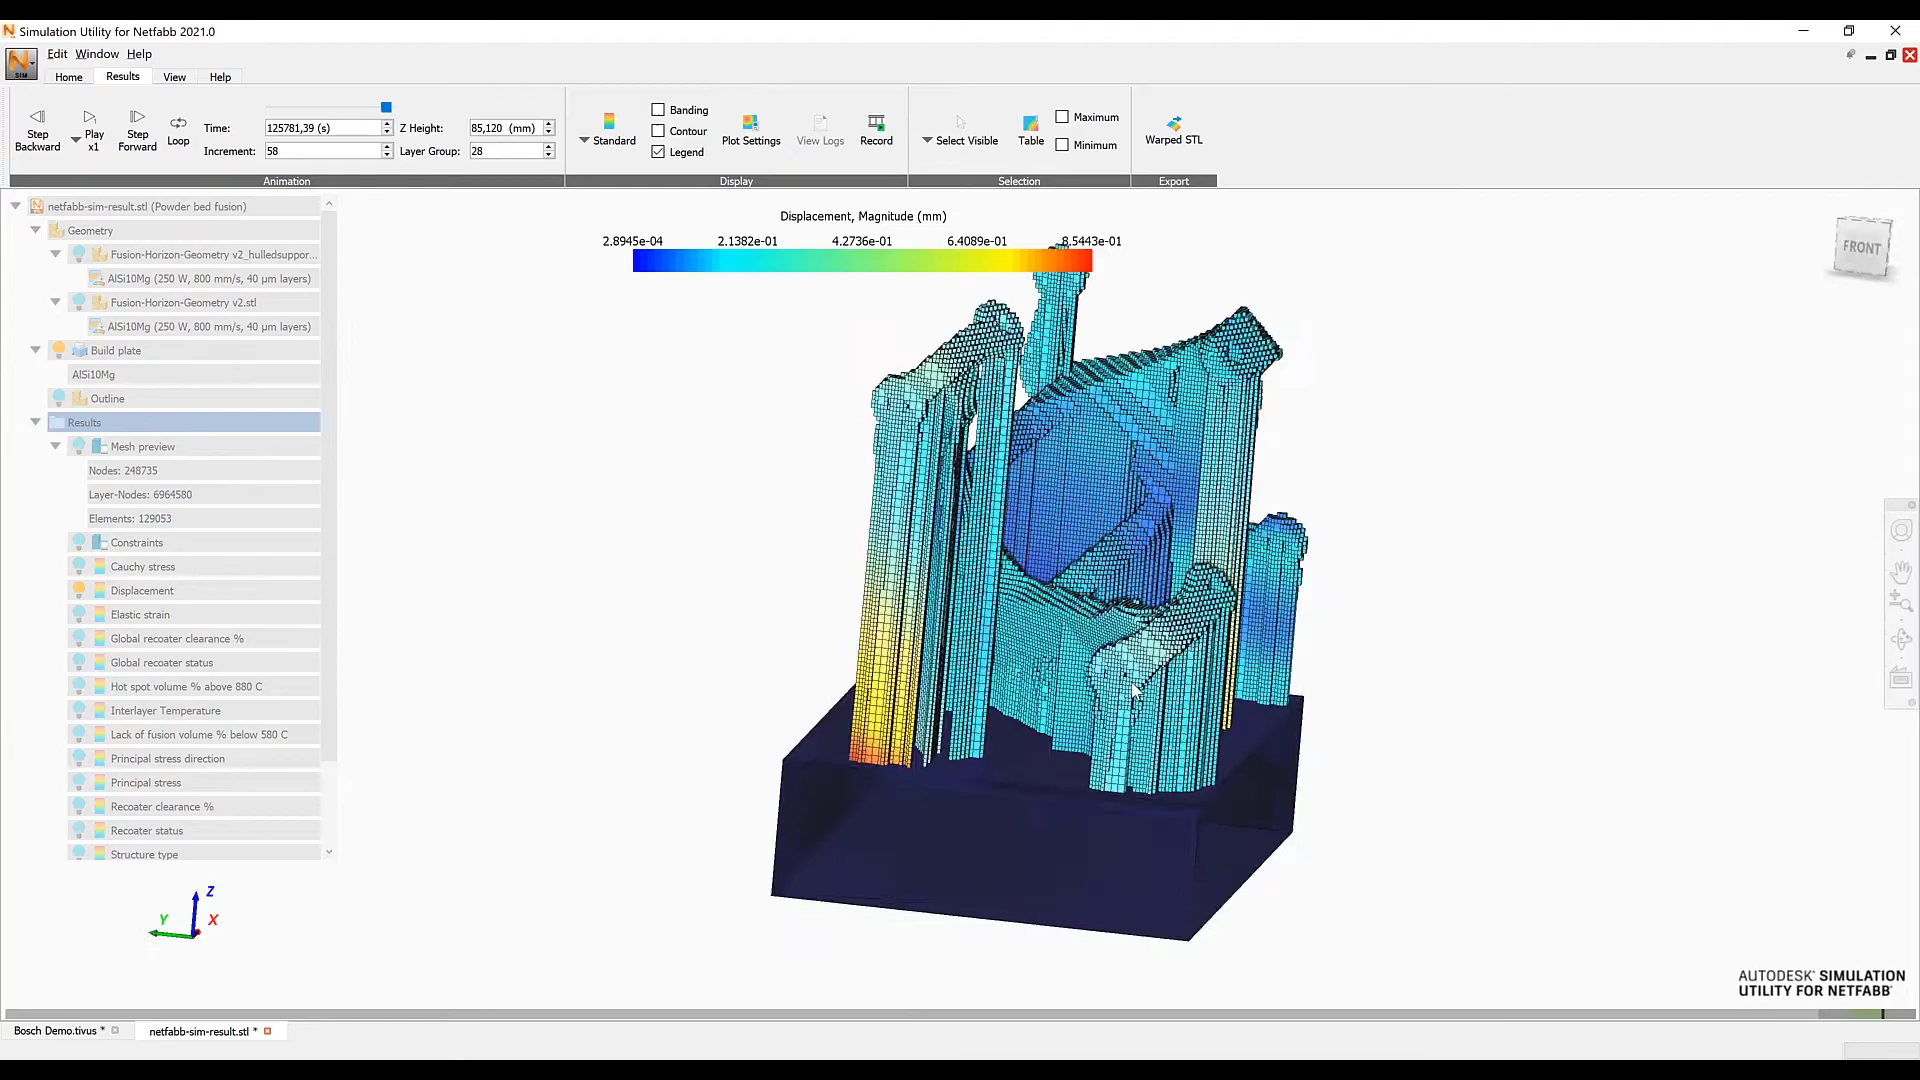 Simulation Utility for Netfabb 2021.0
SIM
Edit Window Help
Home Results View Help
Step Backward
Play x1
Step Forward
Loop
Time: 125781,39 (s)
Increment: 58
Z Height: 85,120 (mm)
Layer Group: 28
Animation
Standard
Banding
Contour
Legend
Plot Settings
View Logs
Record
Display
Select Visible
Table
Maximum
Minimum
Selection
Warped STL
Export
netfabb-sim-result.stl (Powder bed fusion)
Geometry
Fusion-Horizon-Geometry v2_hulledsuppor...
AlSi10Mg (250 W, 800 mm/s, 40 μm layers)
Fusion-Horizon-Geometry v2.stl
AlSi10Mg (250 W, 800 mm/s, 40 μm layers)
Build plate
AlSi10Mg
Outline
Results
Mesh preview
Nodes: 248735
Layer-Nodes: 6964580
Elements: 129053
Constraints
Cauchy stress
Displacement
Elastic strain
Global recoater clearance %
Global recoater status
Hot spot volume % above 880 C
Interlayer Temperature
Lack of fusion volume % below 580 C
Principal stress direction
Principal stress
Recoater clearance %
Recoater status
Structure type
Displacement, Magnitude (mm)
2.8945e-04 2.1382e-01 4.2736e-01 6.4089e-01 8.5443e-01
FRONT
Z
Y X
AUTODESK® SIMULATION
UTILITY FOR NETFABB®
Bosch Demo.tivus * netfabb-sim-result.stl *